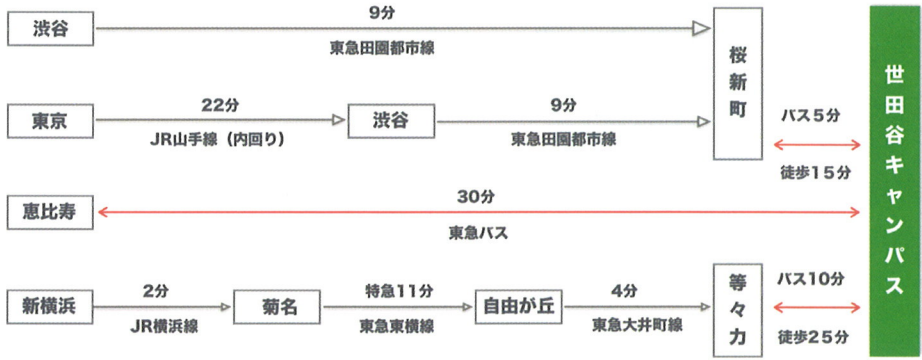 渋谷
9分
東急田園都市線
東京
22分
JR山手線（内回り）
渋谷
9分
東急田園都市線
桜新町
バス5分
徒歩15分
恵比寿
30分
東急バス
新横浜
2分
JR横浜線
菊名
特急11分
東急東横線
自由が丘
4分
東急大井町線
等々力
バス10分
徒歩25分
世田谷キャンパス